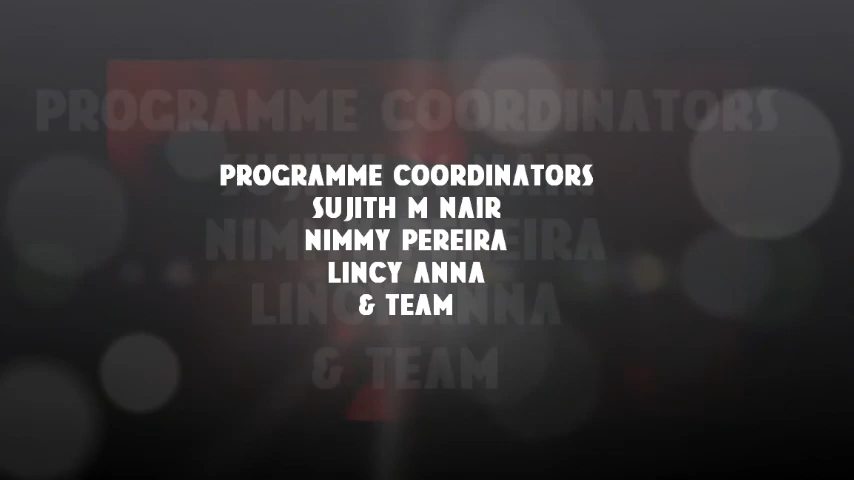 PROGRAMME COORDINATORS
SUJITH M NAIR
NIMMY PEREIRA
LINCY ANNA
& TEAM